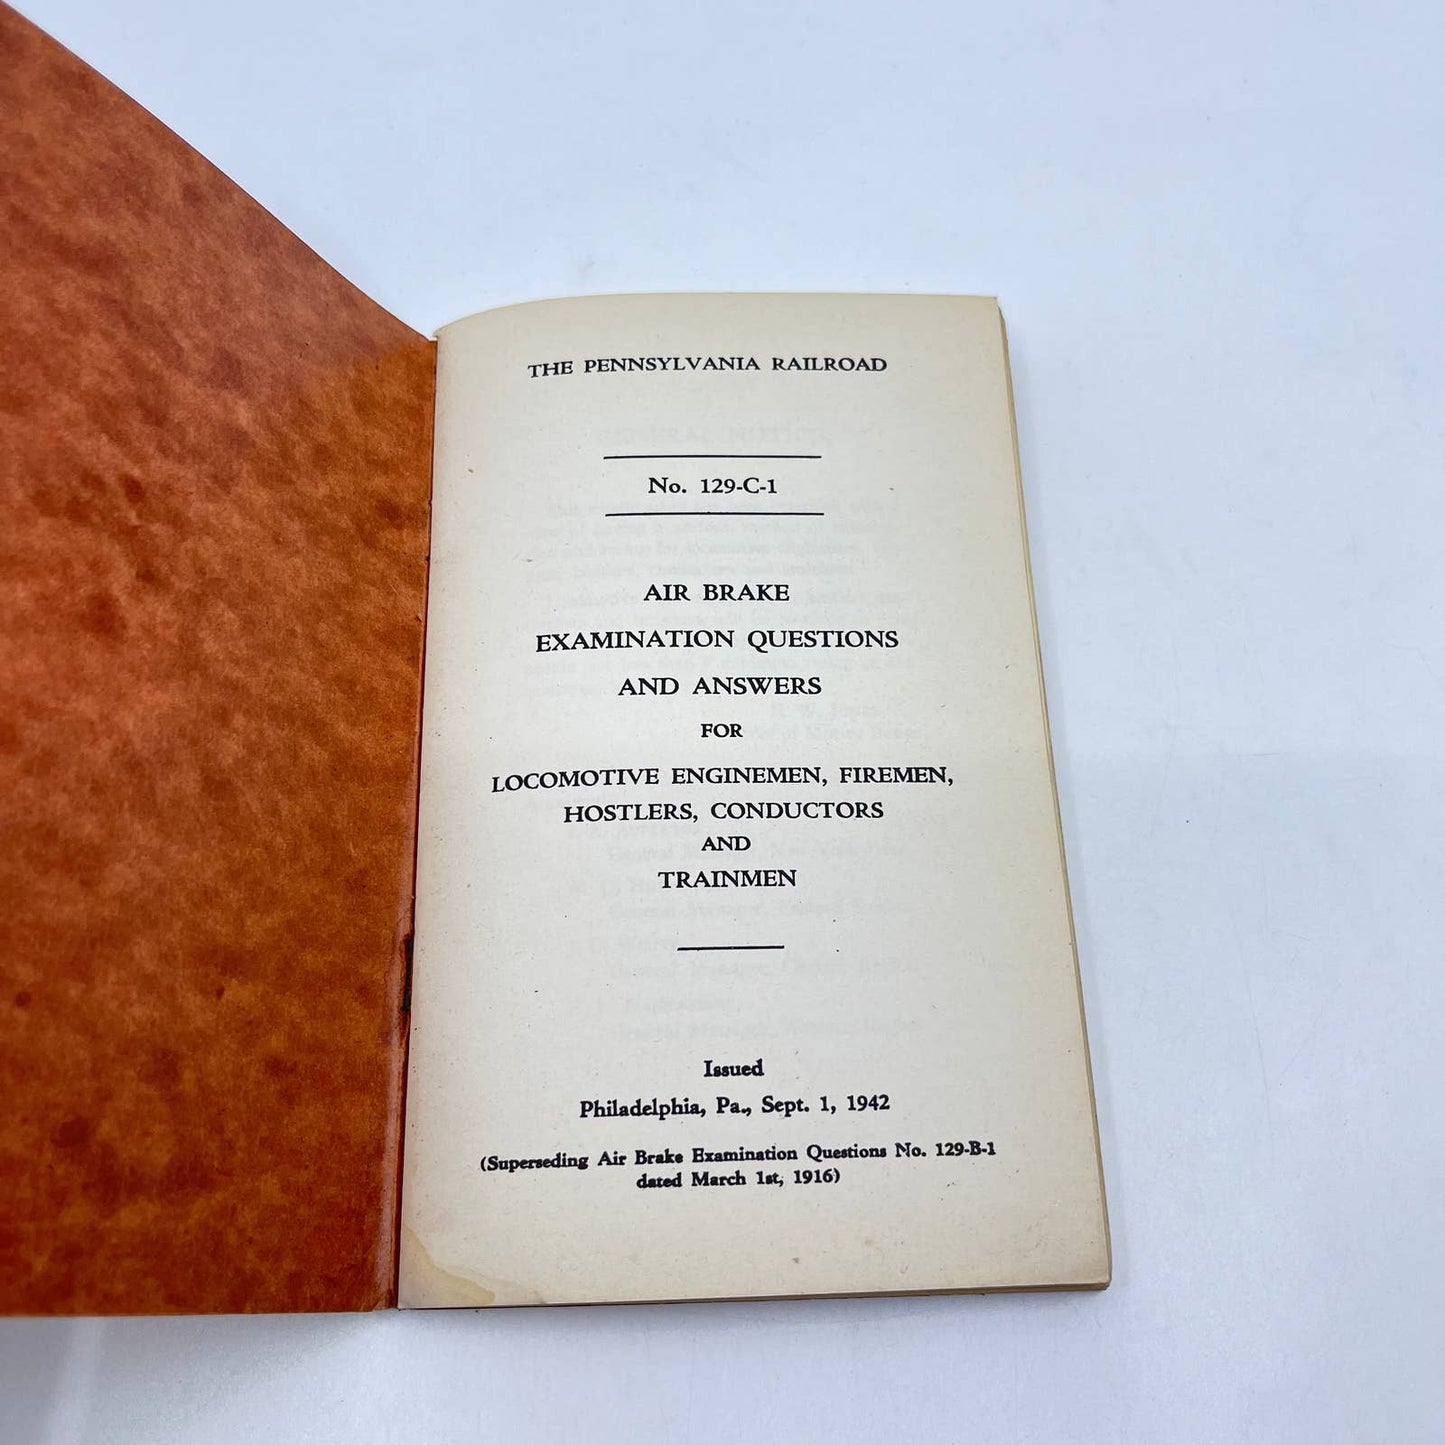 THE PENNSYLVANIA RAILROAD
No. 129-C-1
AIR BRAKE
EXAMINATION QUESTIONS
AND ANSWERS
FOR
LOCOMOTIVE ENGINEMEN, FIREMEN,
HOSTLERS, CONDUCTORS
AND
TRAINMEN
Issued
Philadelphia, Pa., Sept. 1, 1942
(Superseding Air Brake Examination Questions No. 129-B-1
dated March 1st, 1916)